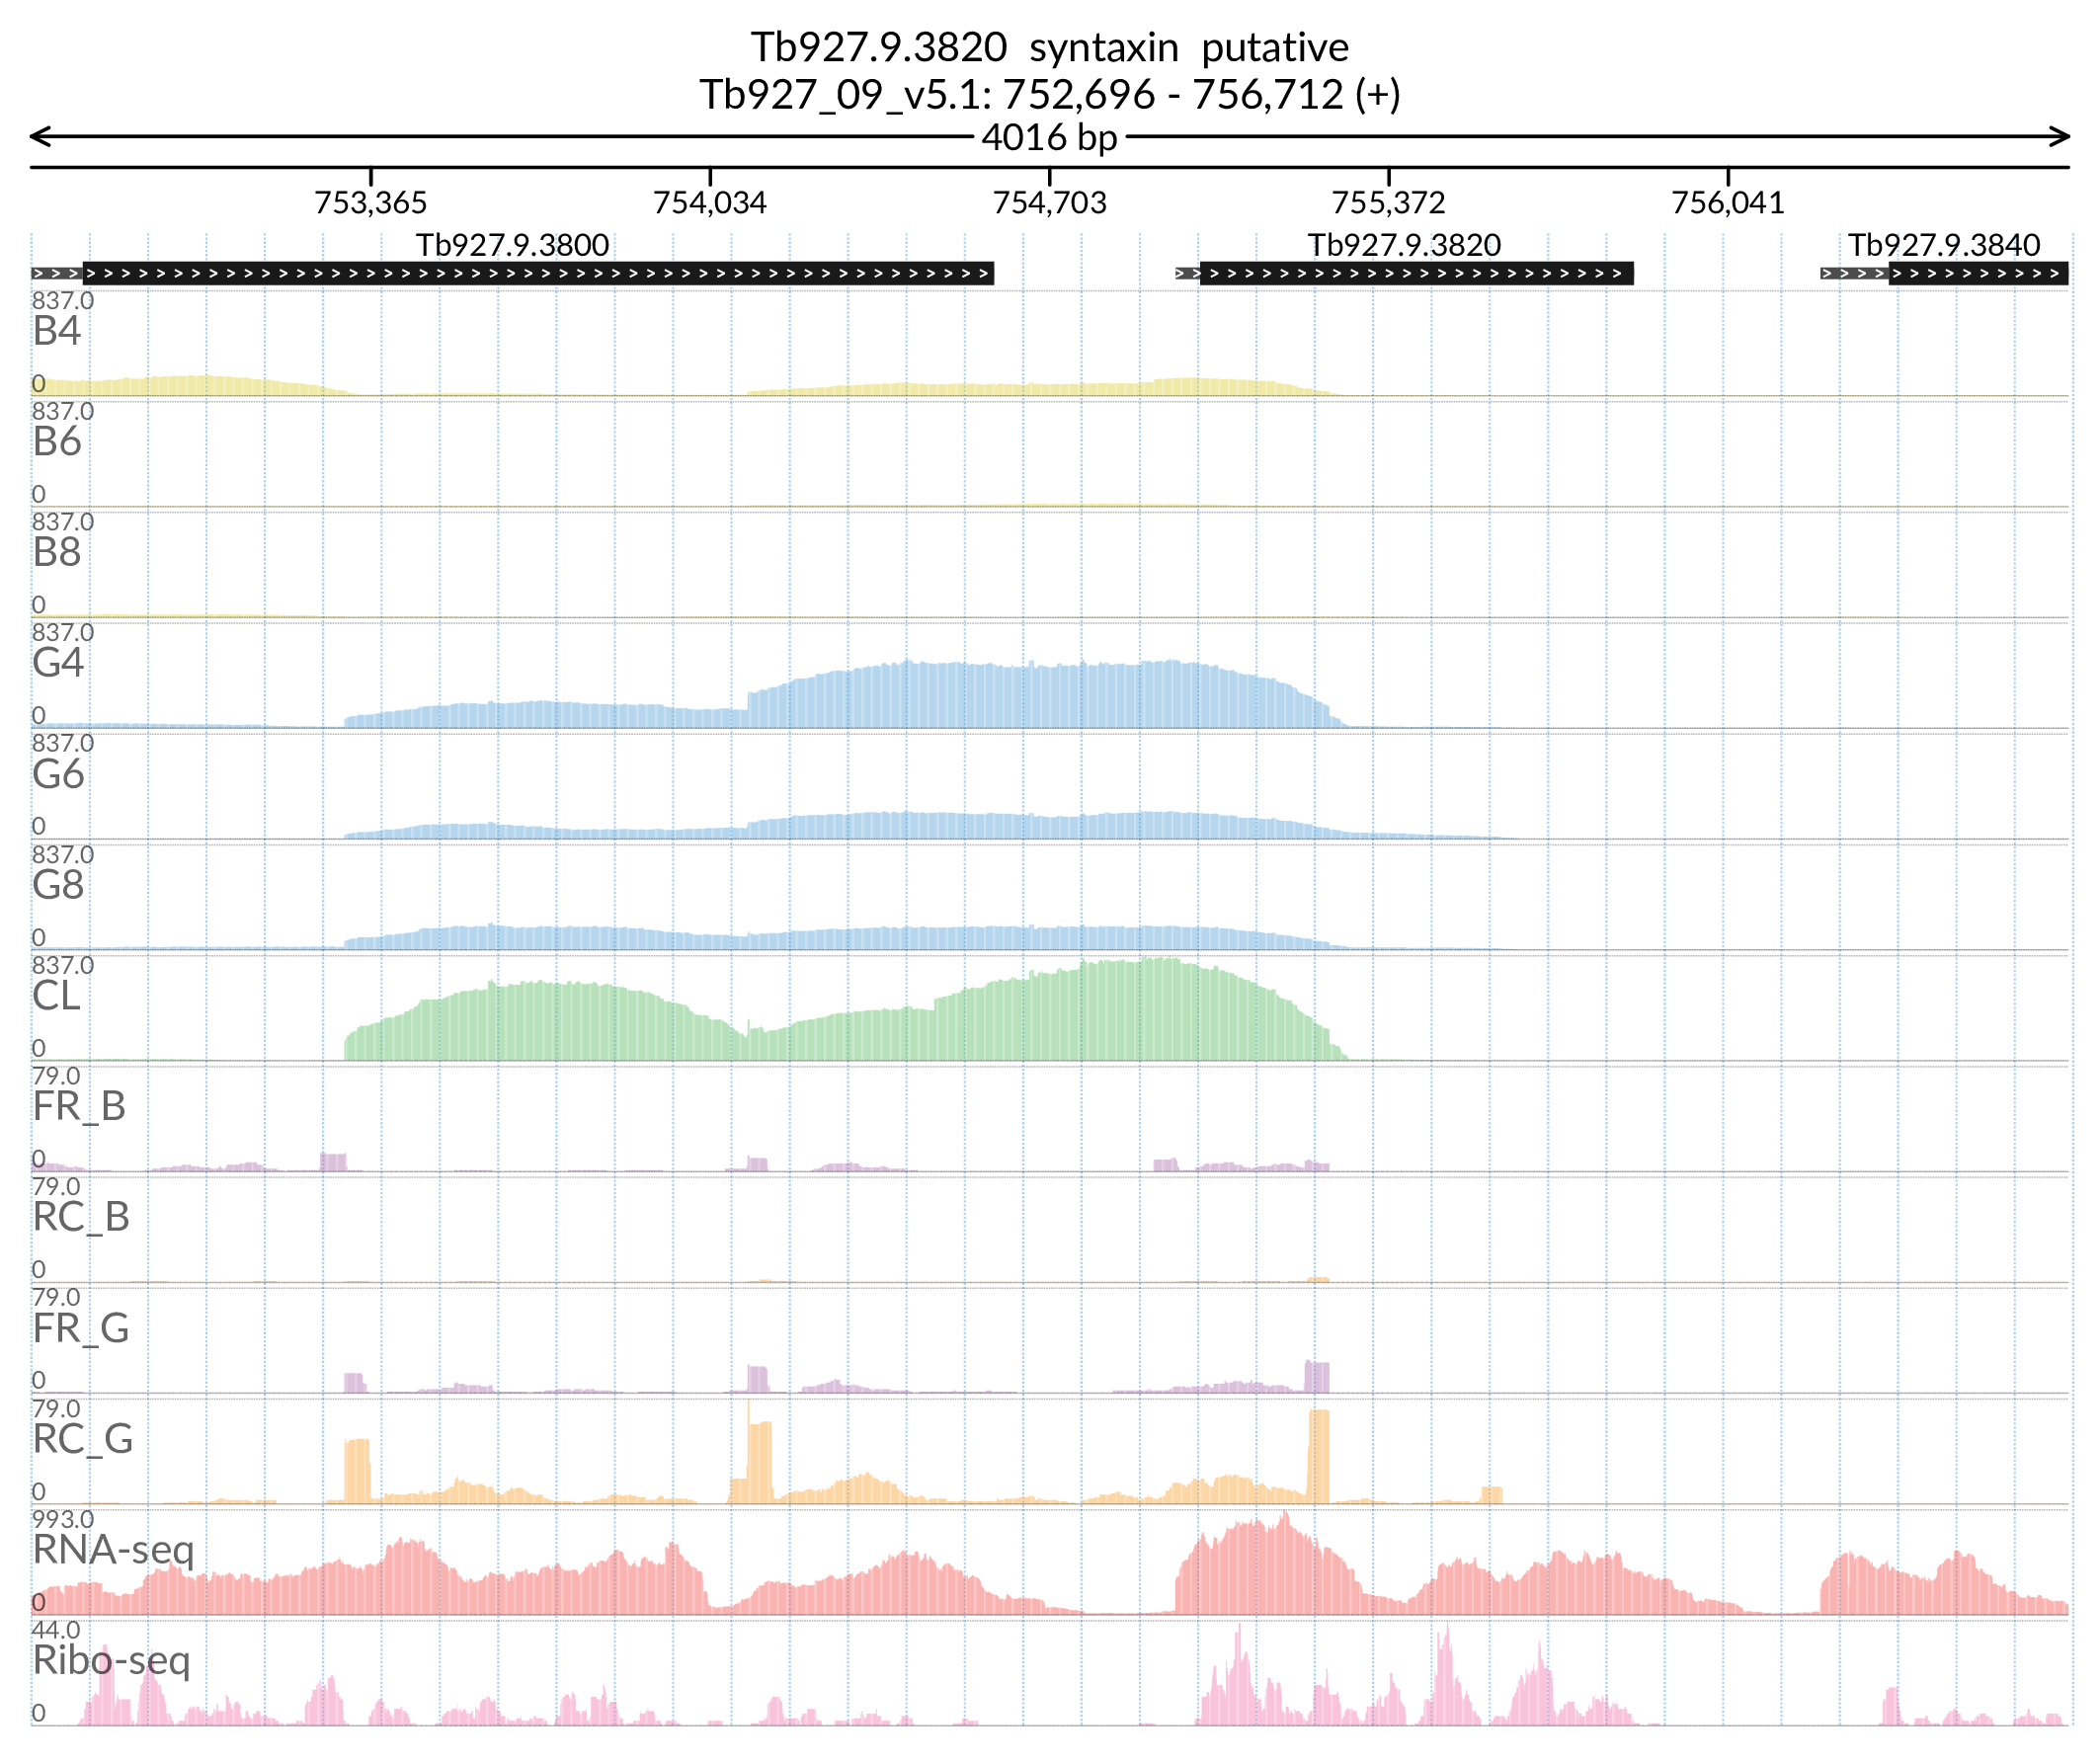 Tb927.9.3820 syntaxin putative
Tb927_09_v5.1: 752,696 - 756,712 (+)
4016 bp
753,365 754,034 754,703 755,372 756,041
Tb927.9.3800 Tb927.9.3820 Tb927.9.3840
837.0
B4
0
837.0
B6
0
837.0
B8
0
837.0
G4
0
837.0
G6
0
837.0
G8
0
837.0
CL
0
79.0
FR_B
0
79.0
RC_B
0
79.0
FR_G
0
79.0
RC_G
0
993.0
RNA-seq
0
44.0
Ribo-seq
0